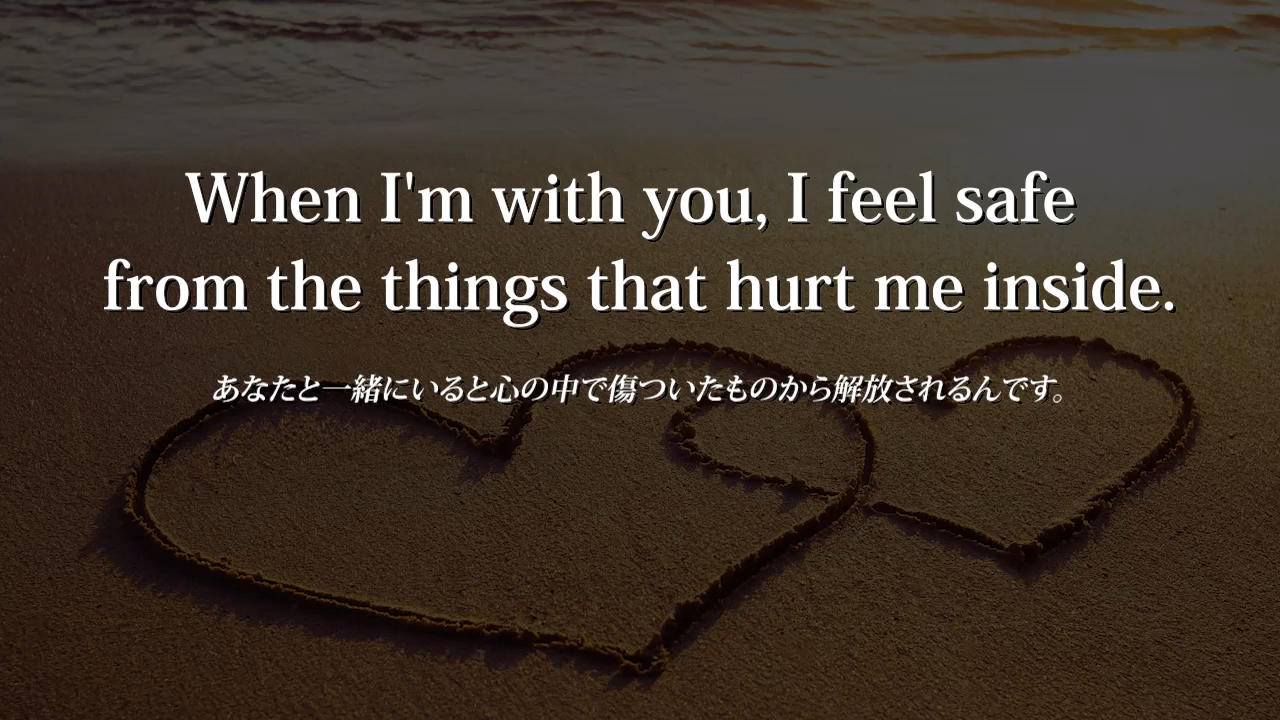 When I'm with you, I feel safe
from the things that hurt me inside.
あなたと一緒にいると心の中で傷ついたものから解放されるんです。